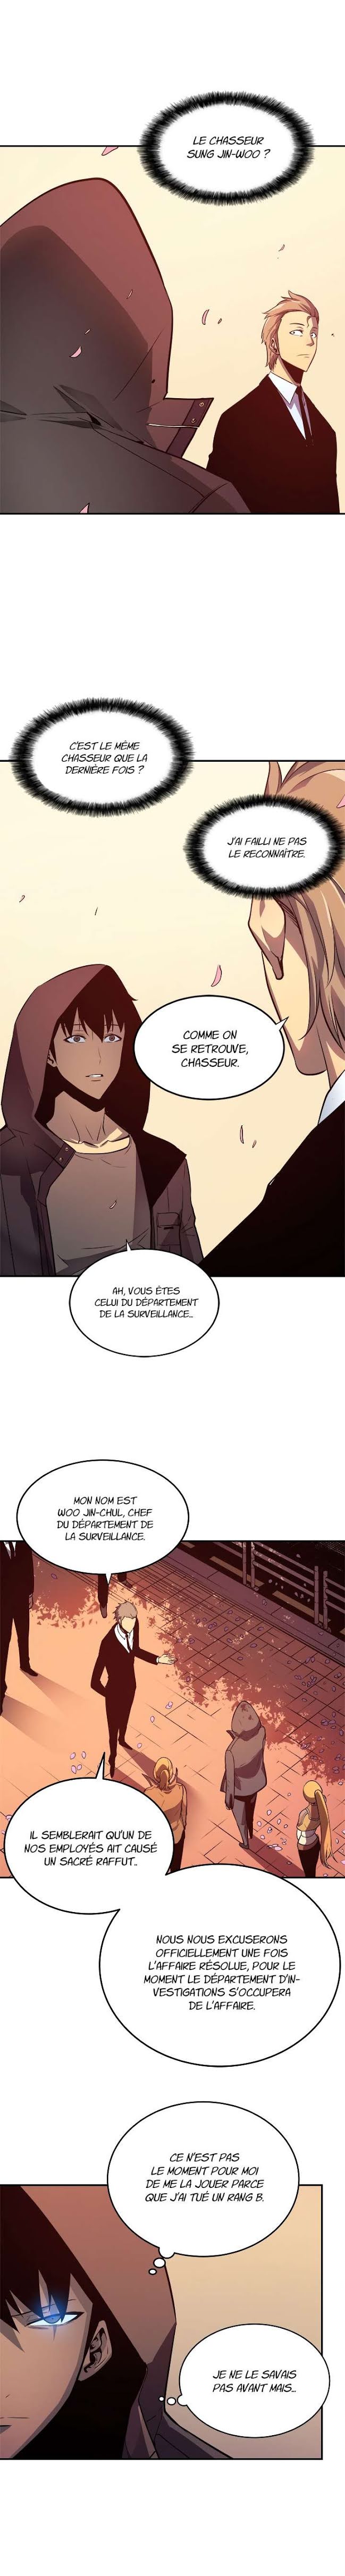 LE CHASSEUR
SUNG JIN-WOO ?
C'EST LE MÊME
CHASSEUR QUE LA
DERNIÈRE FOIS ?
J'AI FAILLI NE PAS
LE RECONNAÎTRE.
COMME ON
SE RETROUVE,
CHASSEUR.
AH, VOUS ÊTES
CELUI DU DÉPARTEMENT
DE LA SURVEILLANCE...
MON NOM EST
WOO JIN-CHUL, CHEF
DU DÉPARTEMENT DE
LA SURVEILLANCE.
IL SEMBLERAIT QU'UN DE
NOS EMPLOYÉS AIT CAUSÉ
UN SACRÉ RAFFUT..
NOUS NOUS EXCUSERONS
OFFICIELLEMENT UNE FOIS
L'AFFAIRE RÉSOLUE, POUR LE
MOMENT LE DÉPARTEMENT D'IN-
VESTIGATIONS S'OCCUPERA
DE L'AFFAIRE.
CE N'EST PAS
LE MOMENT POUR MOI
DE ME LA JOUER PARCE
QUE J'AI TUÉ UN RANG B.
JE NE LE SAVAIS
PAS AVANT MAIS...